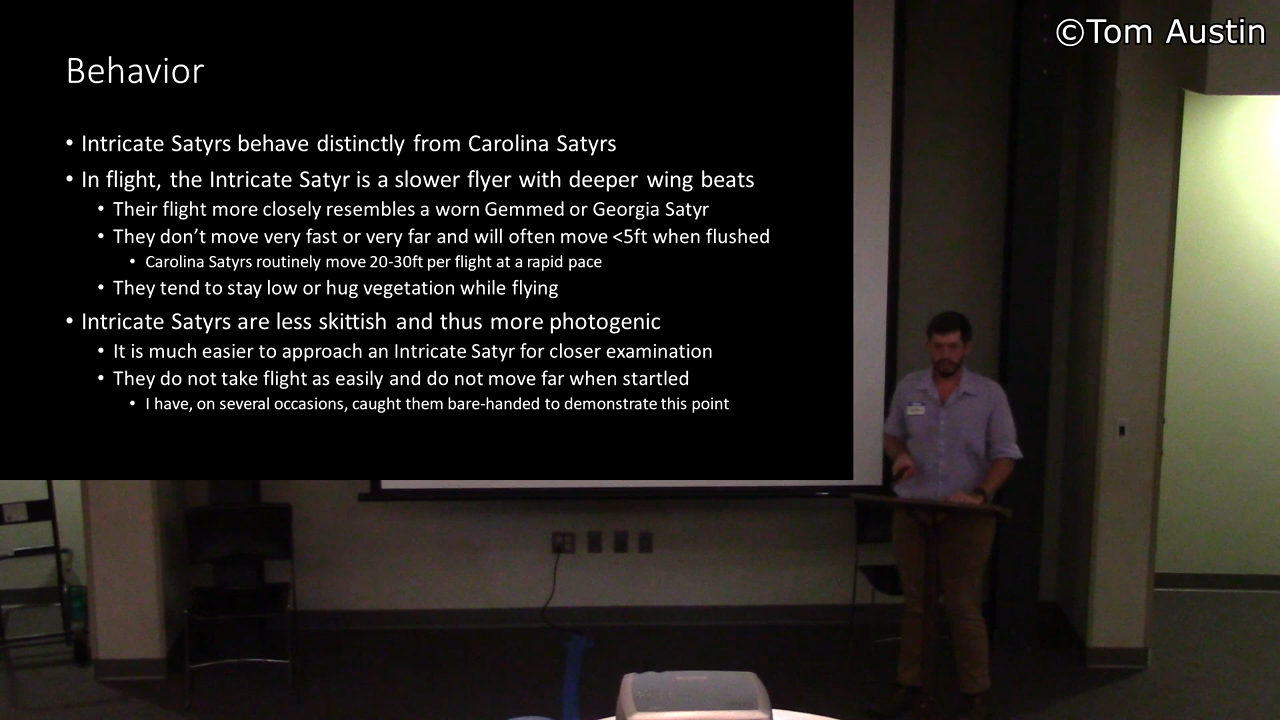 ©Tom Austin
Behavior
• Intricate Satyrs behave distinctly from Carolina Satyrs
• In flight, the Intricate Satyr is a slower flyer with deeper wing beats
• Their flight more closely resembles a worn Gemmed or Georgia Satyr
• They don't move very fast or very far and will often move <5ft when flushed
• Carolina Satyrs routinely move 20-30ft per flight at a rapid pace
• They tend to stay low or hug vegetation while flying
• Intricate Satyrs are less skittish and thus more photogenic
• It is much easier to approach an Intricate Satyr for closer examination
• They do not take flight as easily and do not move far when startled
• I have, on several occasions, caught them bare-handed to demonstrate this point